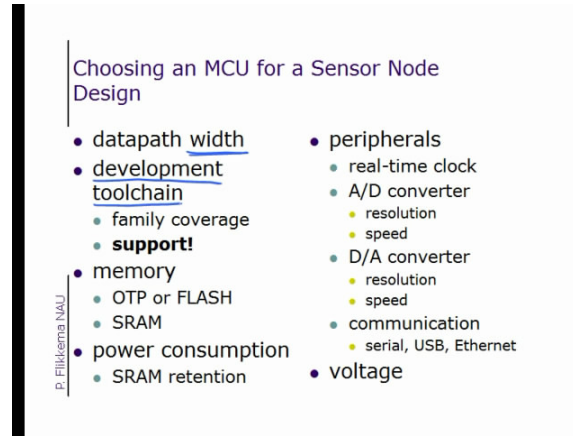 Choosing an MCU for a Sensor Node
Design
datapath width
development
toolchain
family coverage
support!
memory
OTP or FLASH
SRAM
power consumption
SRAM retention
peripherals
real-time clock
A/D converter
resolution
speed
D/A converter
resolution
speed
communication
serial, USB, Ethernet
voltage
P. Flikkema NAU